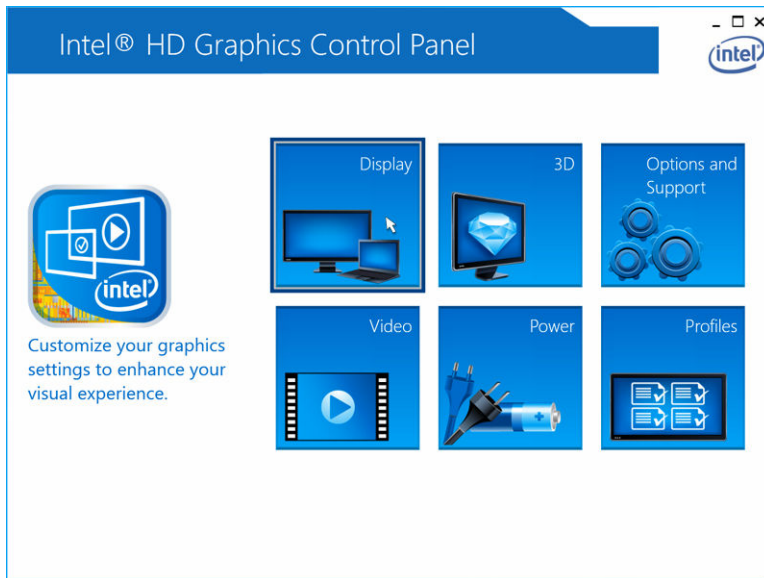 Intel® HD Graphics Control Panel
intel
Display
3D
Options and
Support
intel
Customize your graphics
settings to enhance your
visual experience.
Video
Power
Profiles